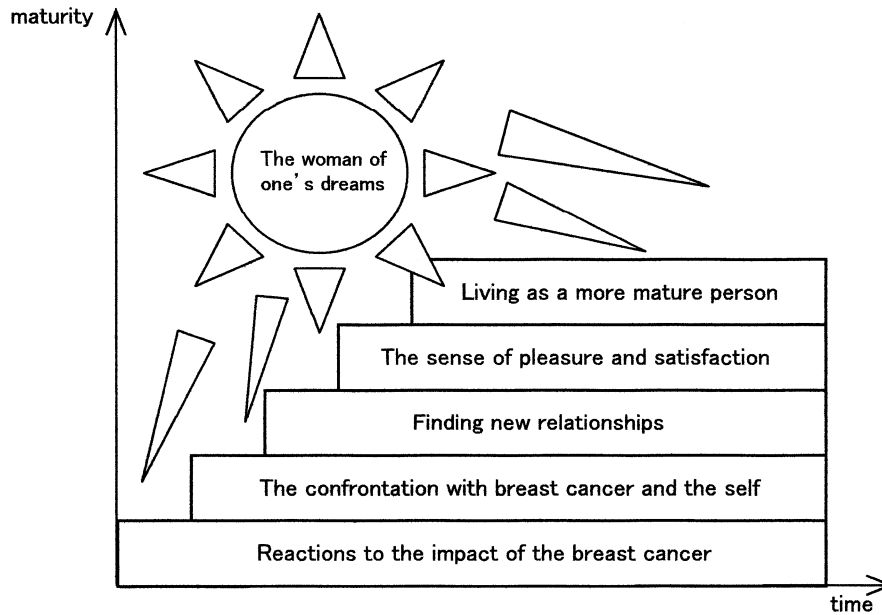 maturity
The woman of
one's dreams
Living as a more mature person
The sense of pleasure and satisfaction
Finding new relationships
The confrontation with breast cancer and the self
Reactions to the impact of the breast cancer
time